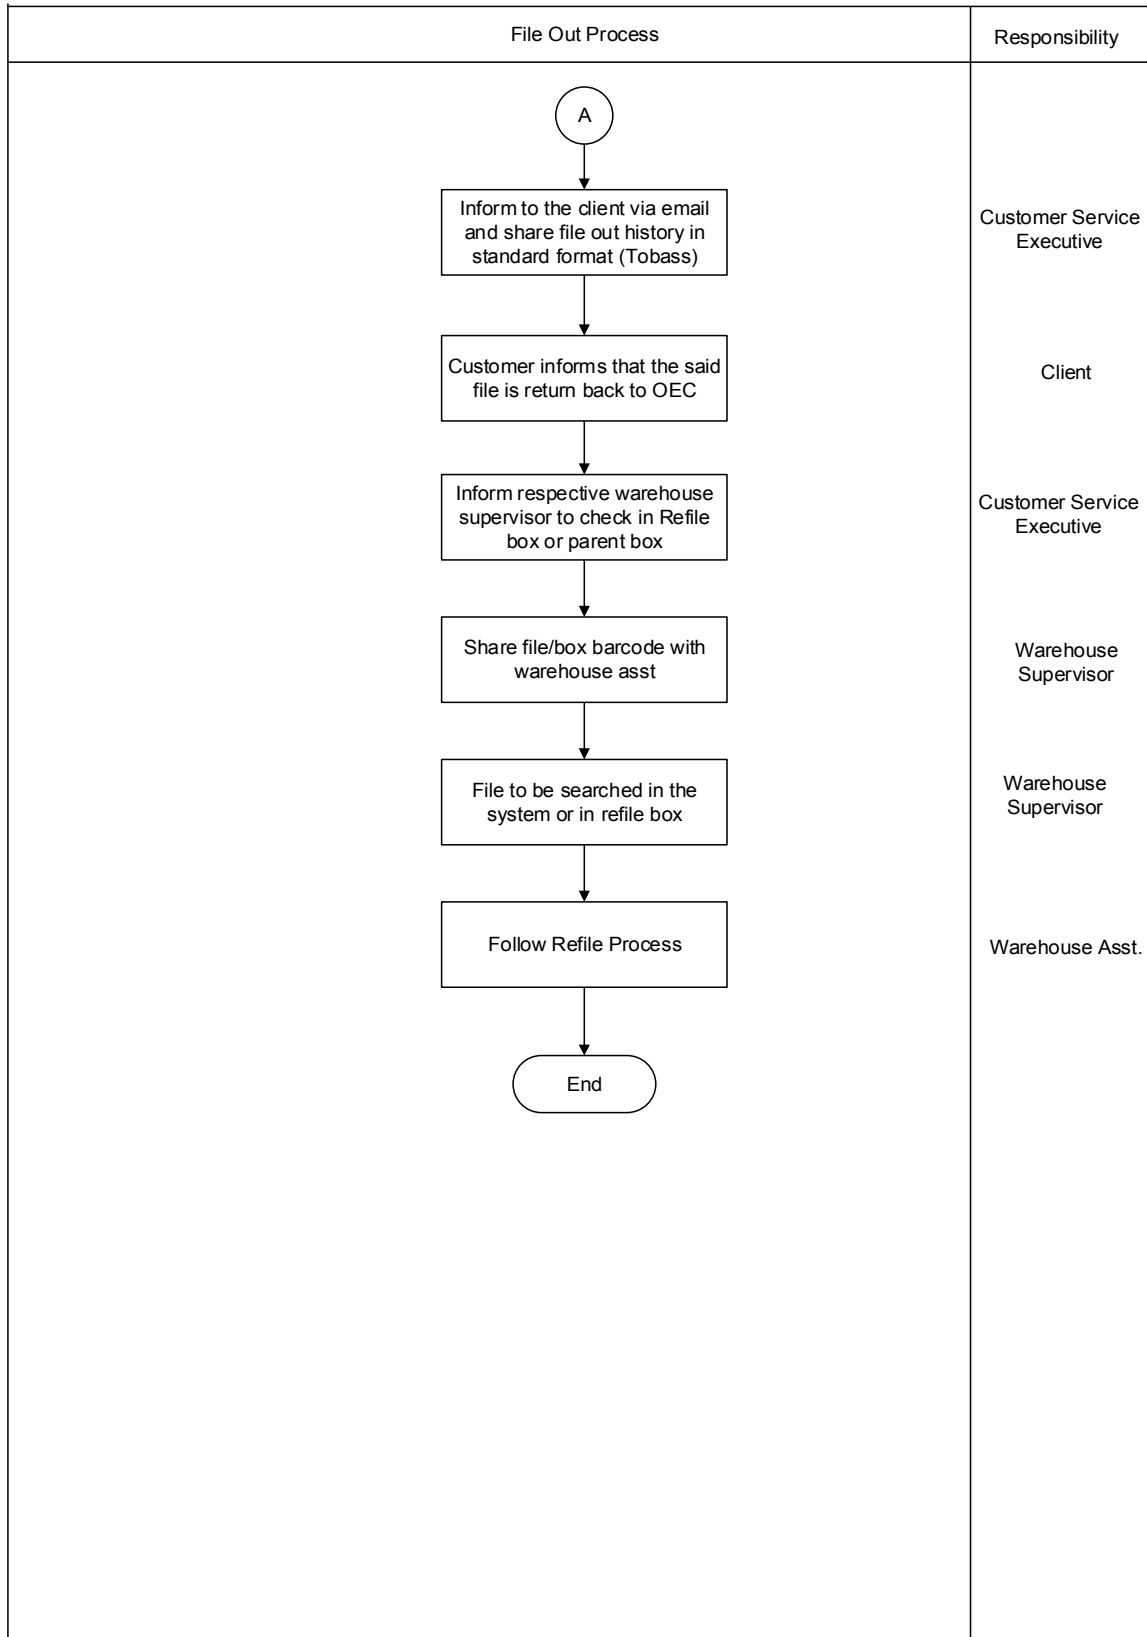 File Out Process
Responsibility
A
Inform to the client via email
and share file out history in
standard format (Tobass)
Customer Service
Executive
Customer informs that the said
file is return back to OEC
Client
Inform respective warehouse
supervisor to check in Refile
box or parent box
Customer Service
Executive
Share file/box barcode with
warehouse asst
Warehouse
Supervisor
File to be searched in the
system or in refile box
Warehouse
Supervisor
Follow Refile Process
Warehouse Asst.
End